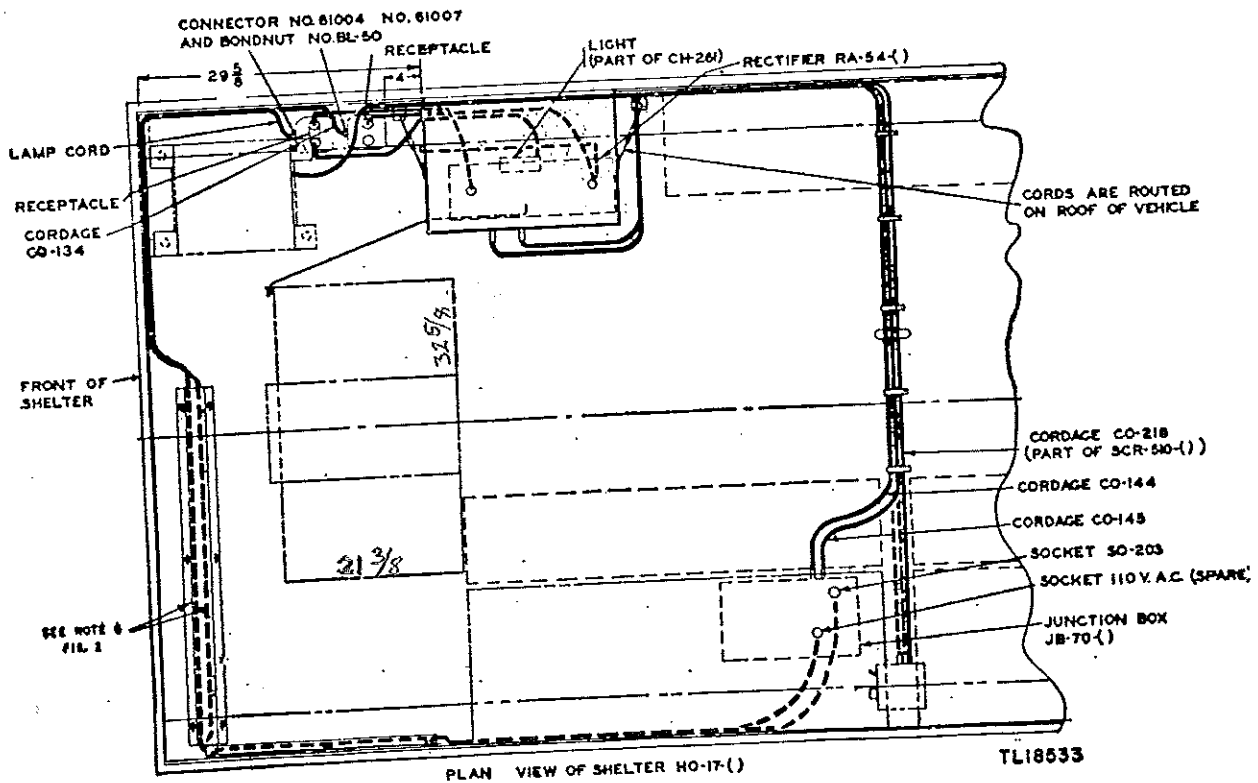 CONNECTOR NO. 61004 NO. 61007
AND BONDNUT NO. BL-50
RECEPTACLE
LIGHT
(PART OF CH-261)
RECTIFIER RA-54-()
29 5/8
4
LAMP CORD
RECEPTACLE
CORDAGE
CO-134
CORDS ARE ROUTED
ON ROOF OF VEHICLE
32 5/8
FRONT OF
SHELTER
21 3/8
CORDAGE CO-218
(PART OF SCR-510-())
CORDAGE CO-144
CORDAGE CO-145
SOCKET SO-203
SOCKET 110 V. A.C. (SPARE)
JUNCTION BOX
JB-70-()
SEE NOTE 6
FIG. 2
PLAN VIEW OF SHELTER HO-17-()
TL18533